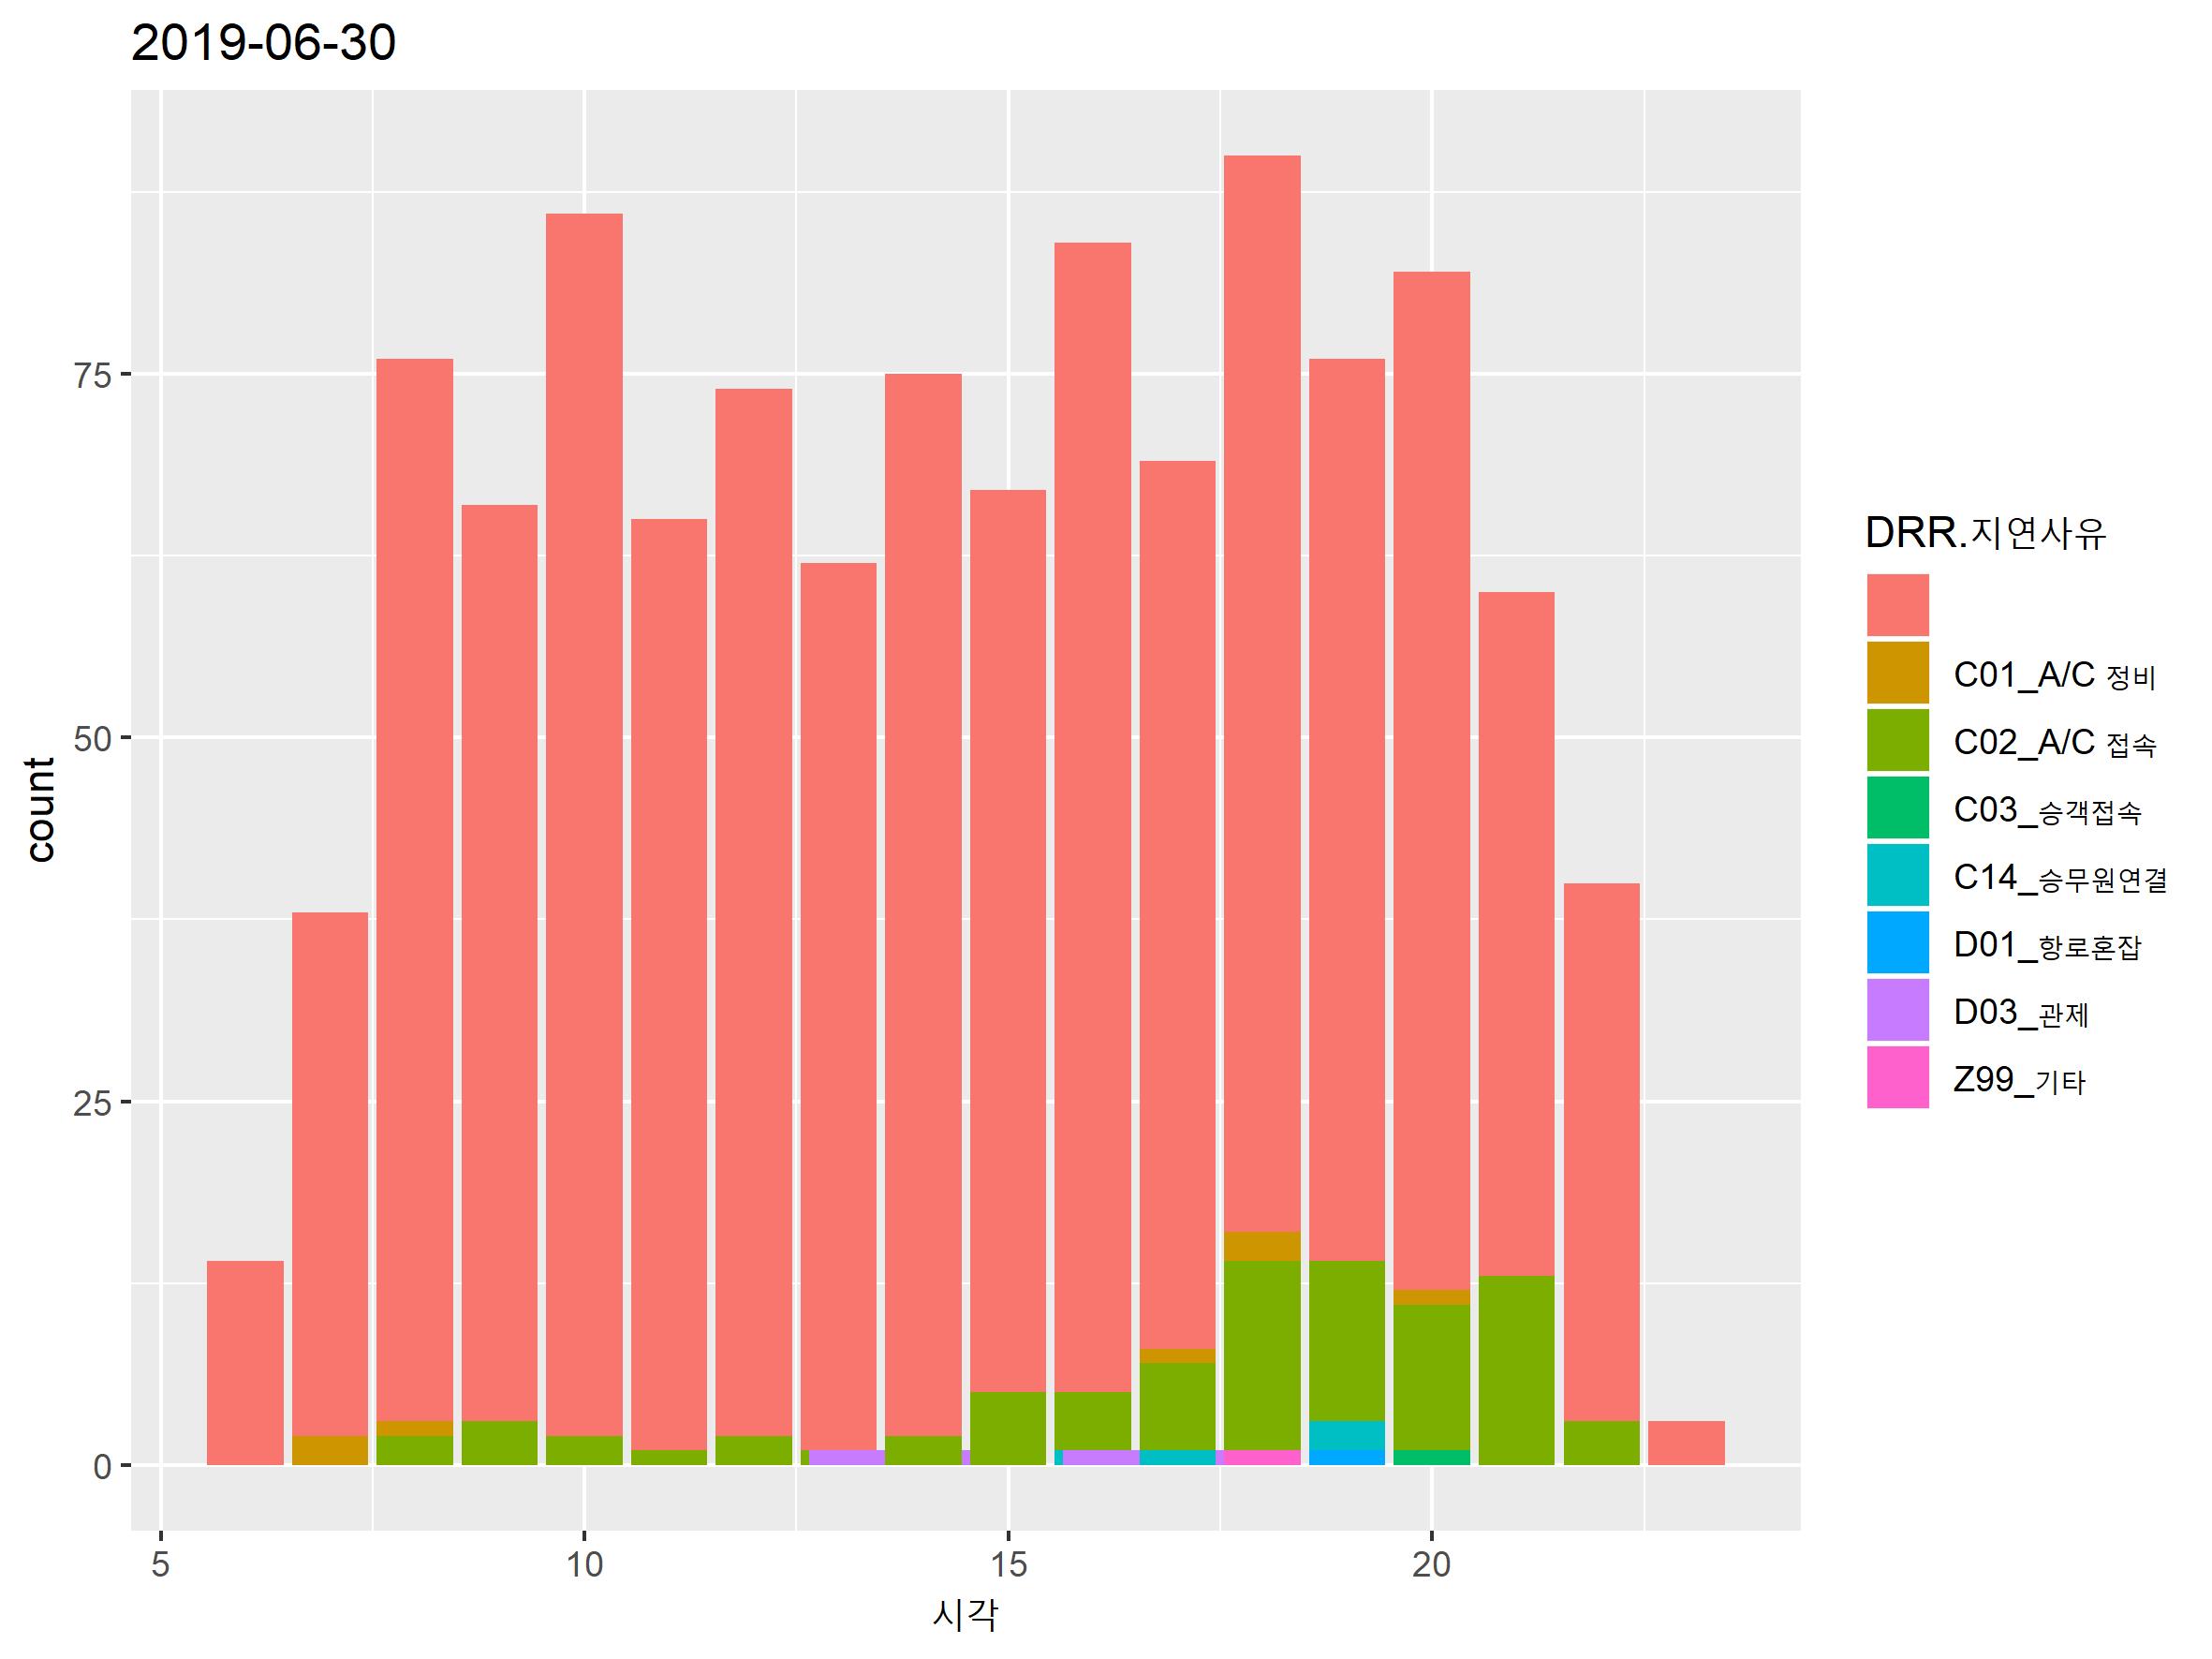 2019-06-30
75
50
25
0
count
5
10
15
20
시각
DRR.지연사유
C01_A/C 정비
C02_A/C 접속
C03_승객접속
C14_승무원연결
D01_항로혼잡
D03_관제
Z99_기타